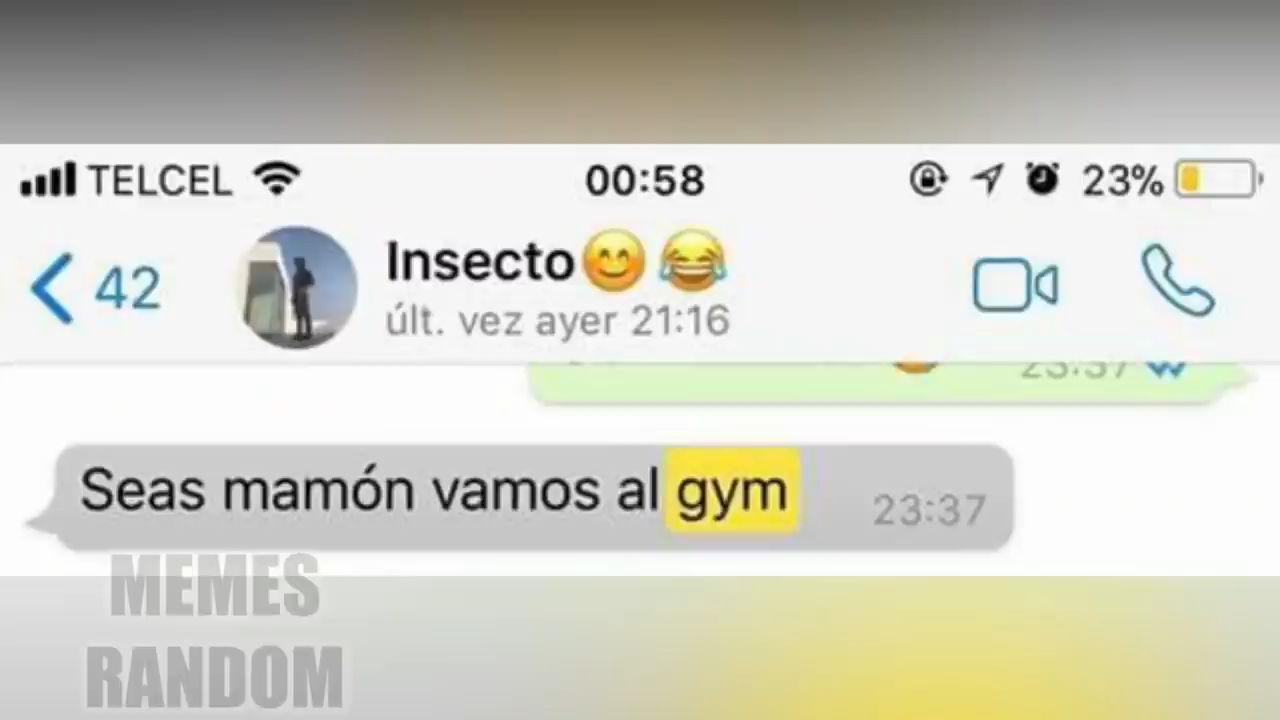 TELCEL 00:58 23%
42 Insecto😊😂
últ. vez ayer 21:16
23:37
Seas mamón vamos al gym 23:37
MEMES
RANDOM